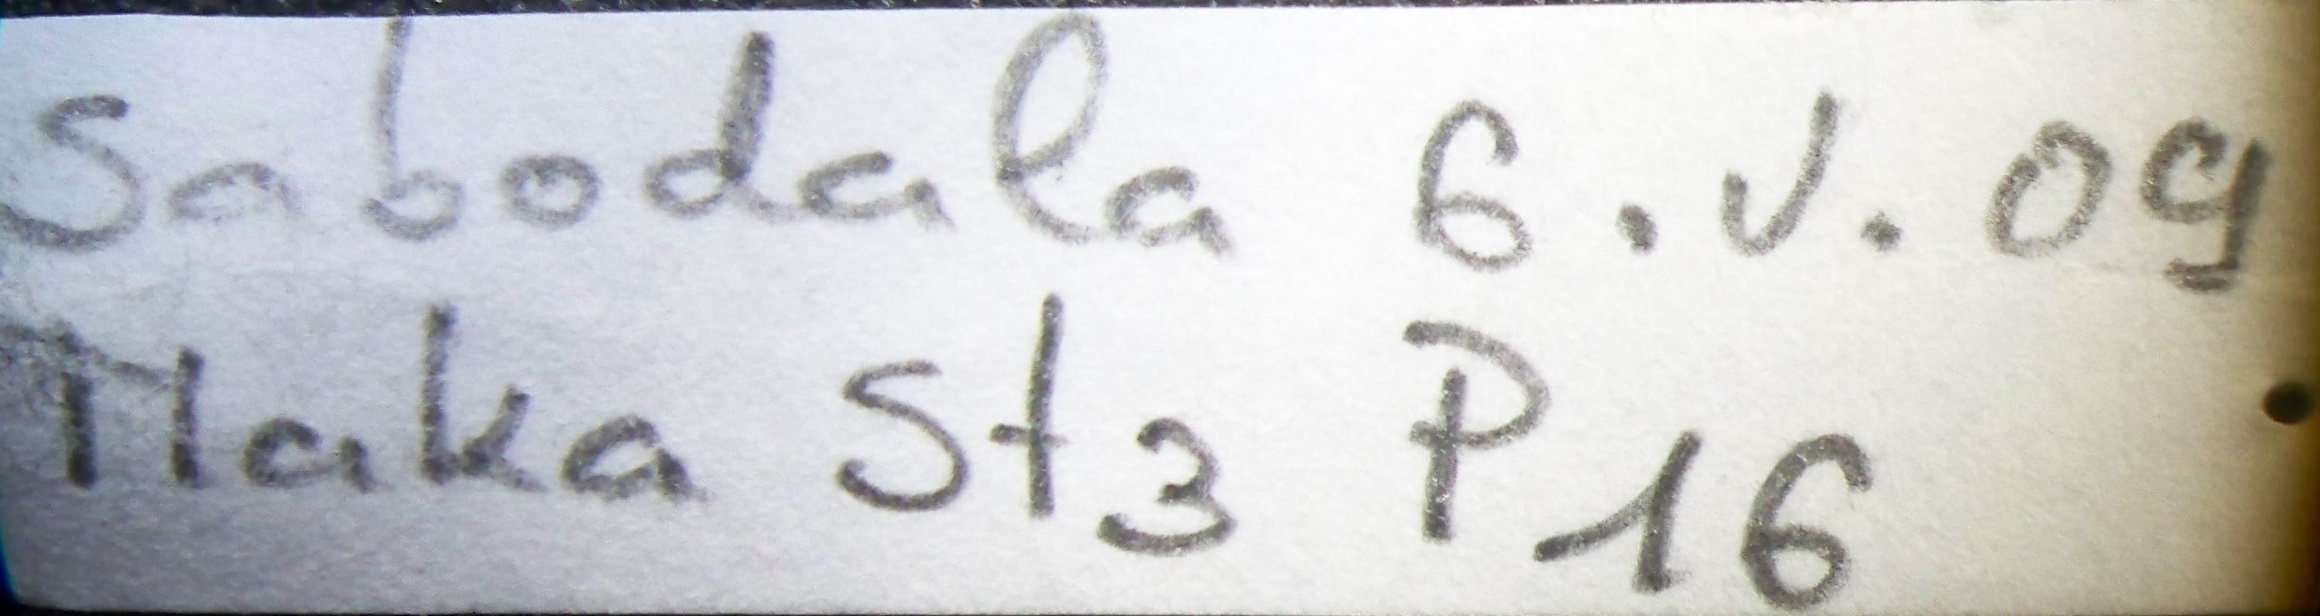 Sabodala 6.V.09
Maka St3 P16